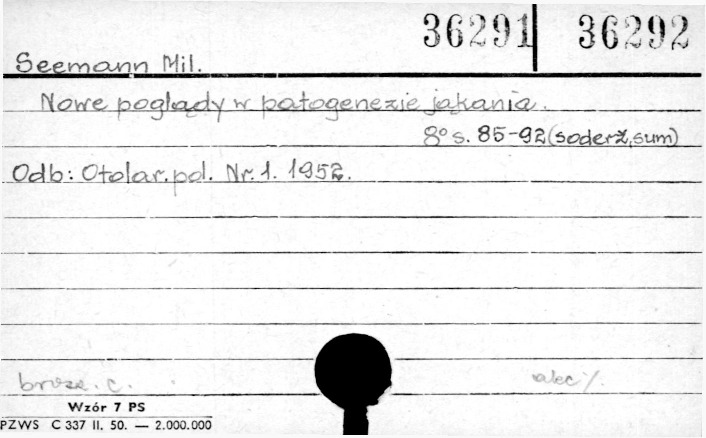 36291 36292
Seemann Mil.
Nowe poglądy w patogenezie jąkania.
8° s. 85-92 (soderż, sum)
Odb: Otolar. pol. Nr. 1. 1952.
brosz. c.
Wzór 7 PS
PZWS C 337 II. 50. — 2.000.000